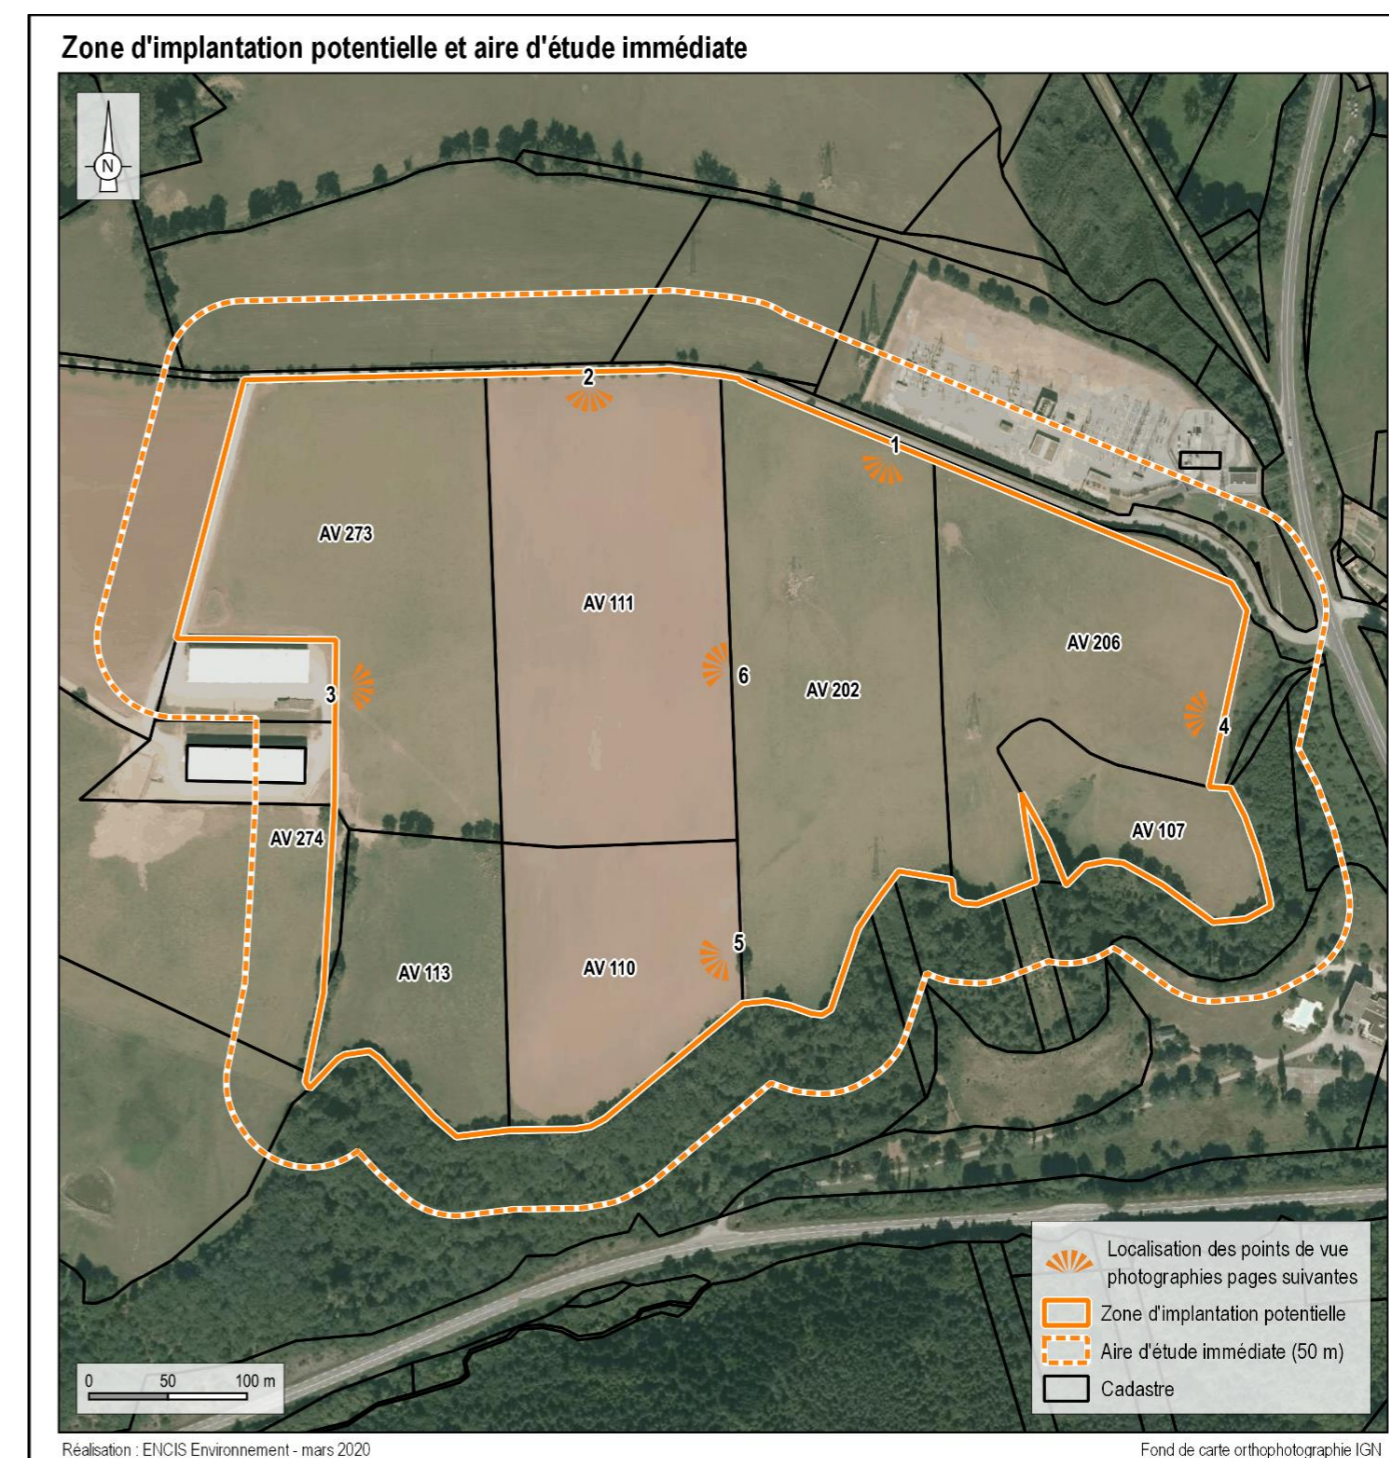 Zone d'implantation potentielle et aire d'étude immédiate
N
2
1
AV 273
AV 111
AV 206
6
AV 202
3
4
AV 107
AV 274
5
AV 113
AV 110
Localisation des points de vue
photographies pages suivantes
Zone d'implantation potentielle
Aire d'étude immédiate (50 m)
Cadastre
0 50 100 m
Réalisation : ENCIS Environnement - mars 2020
Fond de carte orthophotographie IGN